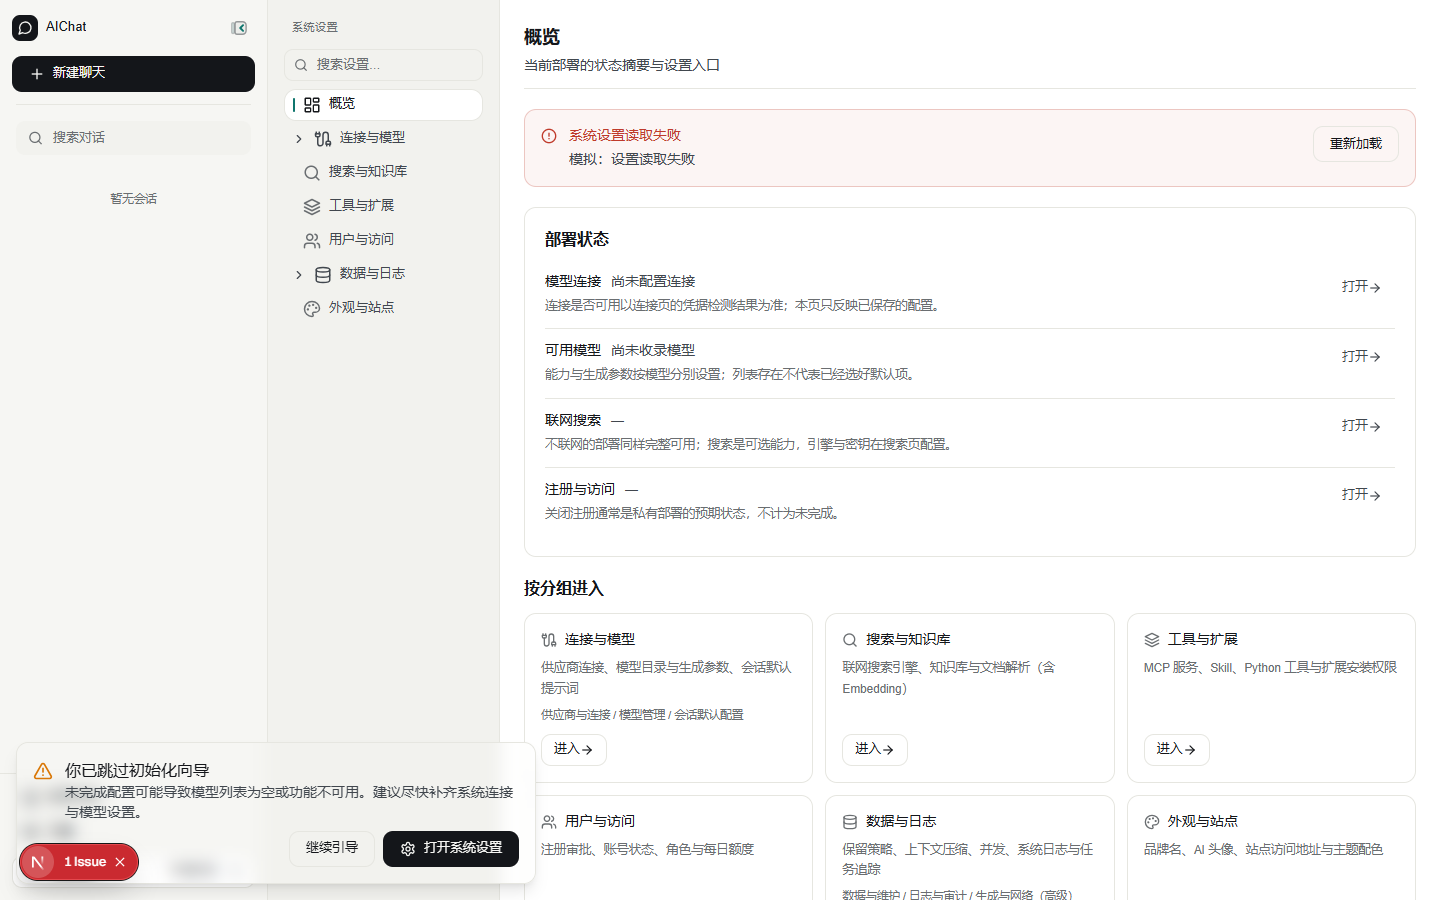 AIChat
新建聊天
搜索对话
暂无会话
系统设置
搜索设置...
概览
连接与模型
搜索与知识库
工具与扩展
用户与访问
数据与日志
外观与站点
概览
当前部署的状态摘要与设置入口
系统设置读取失败
模拟：设置读取失败
重新加载
部署状态
模型连接 尚未配置连接
连接是否可用以连接页的凭据检测结果为准；本页只反映已保存的配置。
打开→
可用模型 尚未收录模型
能力与生成参数按模型分别设置；列表存在不代表已经选好默认项。
打开→
联网搜索 —
不联网的部署同样完整可用；搜索是可选能力，引擎与密钥在搜索页配置。
打开→
注册与访问 —
关闭注册通常是私有部署的预期状态，不计为未完成。
打开→
按分组进入
连接与模型
供应商连接、模型目录与生成参数、会话默认
提示词
供应商与连接 / 模型管理 / 会话默认配置
进入→
搜索与知识库
联网搜索引擎、知识库与文档解析（含
Embedding）
进入→
工具与扩展
MCP 服务、Skill、Python 工具与扩展安装权限
进入→
用户与访问
注册审批、账号状态、角色与每日额度
数据与日志
保留策略、上下文压缩、并发、系统日志与任
务追踪
数据与维护 / 日志与审计 / 生成与网络（高级）
外观与站点
品牌名、AI 头像、站点访问地址与主题配色
你已跳过初始化向导
未完成配置可能导致模型列表为空或功能不可用。建议尽快补齐系统连接
与模型设置。
继续引导
打开系统设置
N
1 Issue